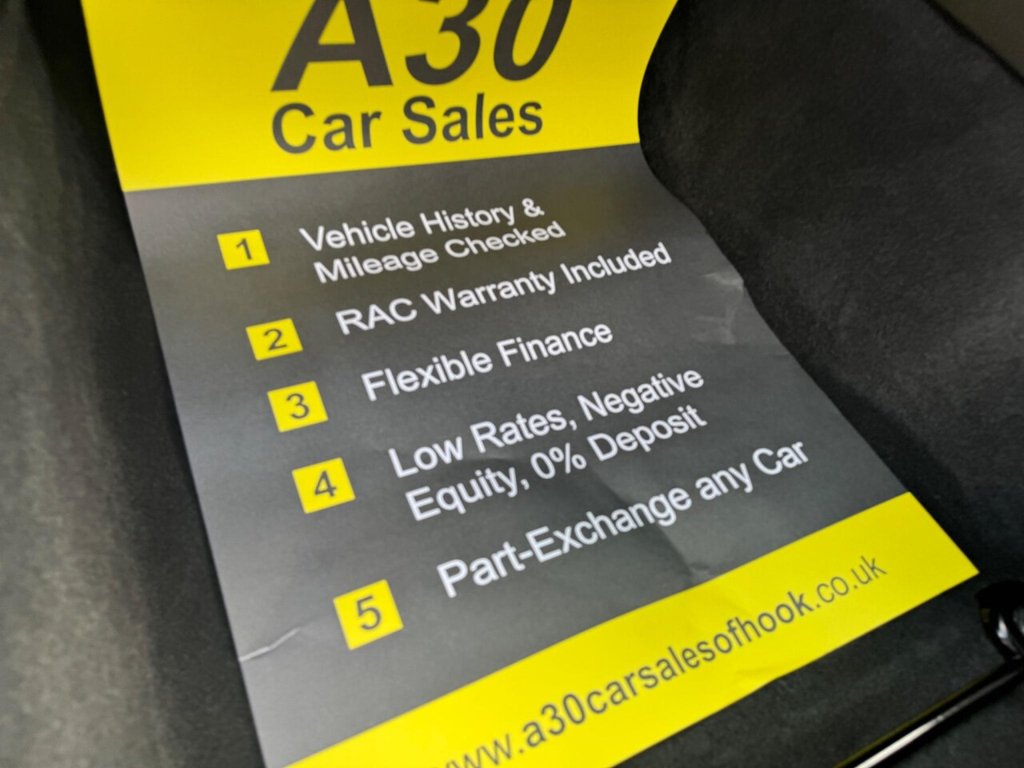 A30
Car Sales
1 Vehicle History &
Mileage Checked
2 RAC Warranty Included
3 Flexible Finance
4 Low Rates, Negative
Equity, 0% Deposit
5 Part-Exchange any Car
www.a30carsalesofhook.co.uk